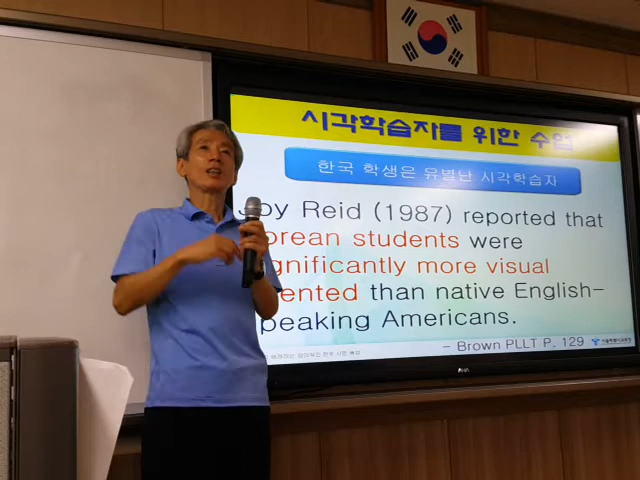 시각학습자를 위한 수업
한국 학생은 유별난 시각학습자
Joy Reid (1987) reported that
orean students were
gnificantly more visual
ented than native English-
peaking Americans.
- Brown PLLT P. 129